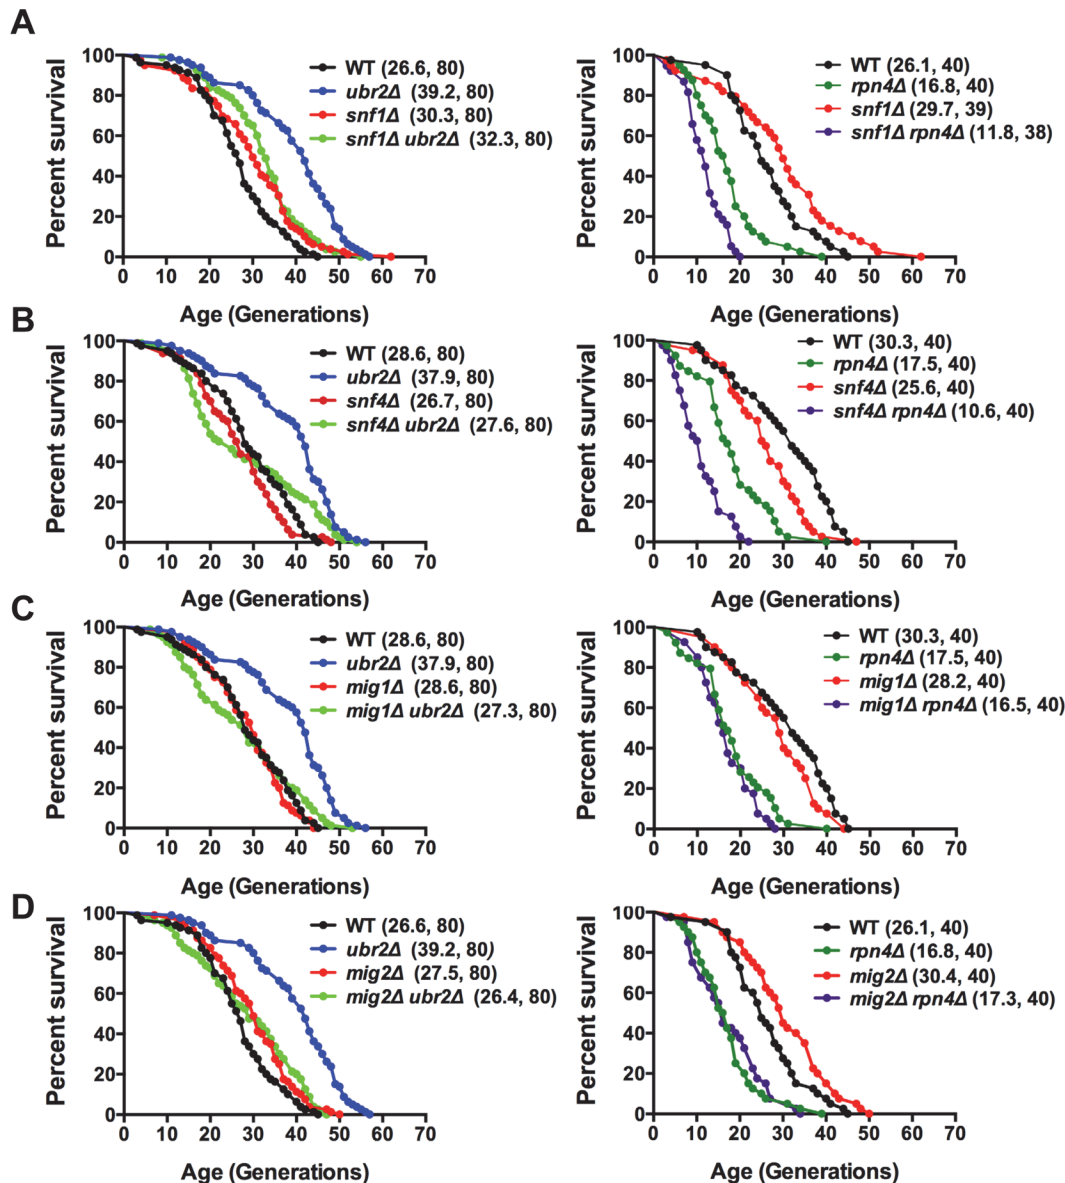 A
Percent survival
100
80
60
40
20
0
0 10 20 30 40 50 60 70
Age (Generations)
WT (26.6, 80)
ubr2Δ (39.2, 80)
snf1Δ (30.3, 80)
snf1Δ ubr2Δ (32.3, 80)
Percent survival
100
80
60
40
20
0
0 10 20 30 40 50 60 70
Age (Generations)
WT (26.1, 40)
rpn4Δ (16.8, 40)
snf1Δ (29.7, 39)
snf1Δ rpn4Δ (11.8, 38)
B
Percent survival
100
80
60
40
20
0
0 10 20 30 40 50 60 70
Age (Generations)
WT (28.6, 80)
ubr2Δ (37.9, 80)
snf4Δ (26.7, 80)
snf4Δ ubr2Δ (27.6, 80)
Percent survival
100
80
60
40
20
0
0 10 20 30 40 50 60 70
Age (Generations)
WT (30.3, 40)
rpn4Δ (17.5, 40)
snf4Δ (25.6, 40)
snf4Δ rpn4Δ (10.6, 40)
C
Percent survival
100
80
60
40
20
0
0 10 20 30 40 50 60 70
Age (Generations)
WT (28.6, 80)
ubr2Δ (37.9, 80)
mig1Δ (28.6, 80)
mig1Δ ubr2Δ (27.3, 80)
Percent survival
100
80
60
40
20
0
0 10 20 30 40 50 60 70
Age (Generations)
WT (30.3, 40)
rpn4Δ (17.5, 40)
mig1Δ (28.2, 40)
mig1Δ rpn4Δ (16.5, 40)
D
Percent survival
100
80
60
40
20
0
0 10 20 30 40 50 60 70
Age (Generations)
WT (26.6, 80)
ubr2Δ (39.2, 80)
mig2Δ (27.5, 80)
mig2Δ ubr2Δ (26.4, 80)
Percent survival
100
80
60
40
20
0
0 10 20 30 40 50 60 70
Age (Generations)
WT (26.1, 40)
rpn4Δ (16.8, 40)
mig2Δ (30.4, 40)
mig2Δ rpn4Δ (17.3, 40)